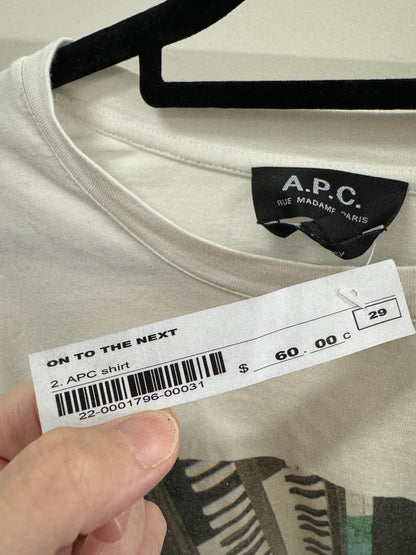 A.P.C.
RUE MADAME PARIS
ON TO THE NEXT
29
2. APC shirt
$ 60.00 C
22-0001796-00031